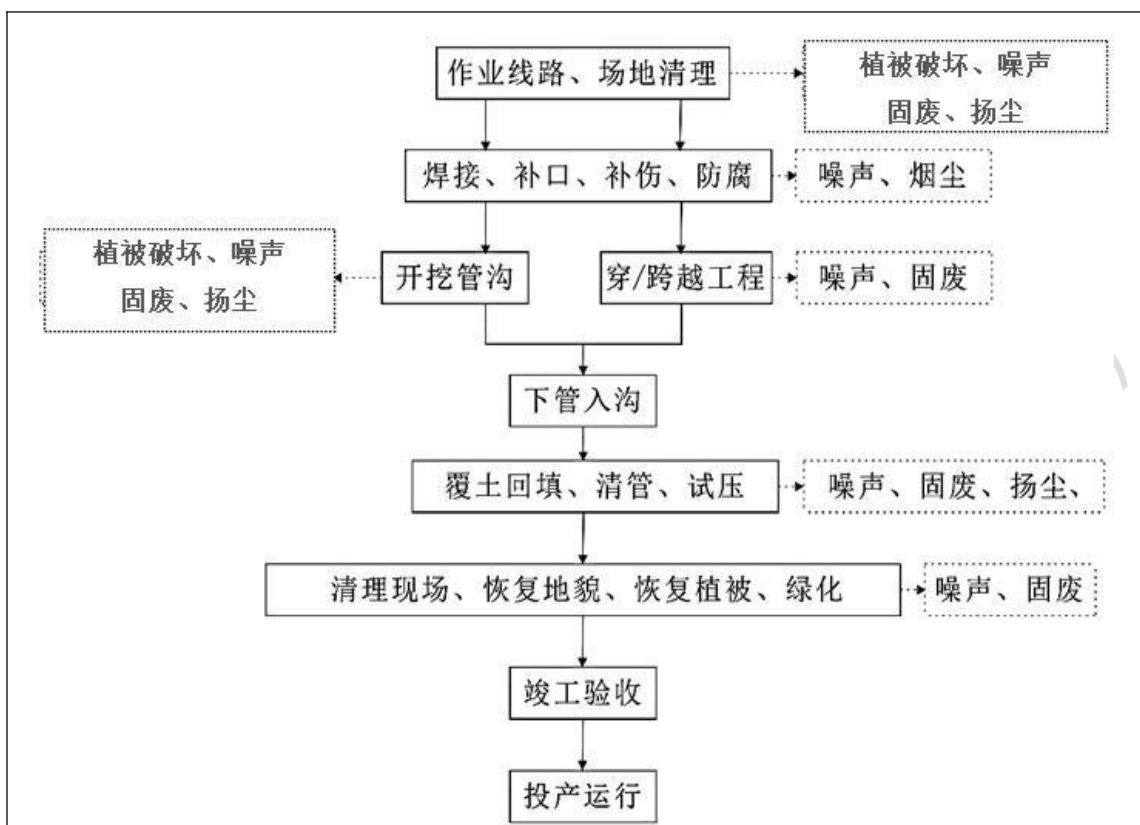 作业线路、场地清理
植被破坏、噪声
固废、扬尘
焊接、补口、补伤、防腐
噪声、烟尘
植被破坏、噪声
固废、扬尘
开挖管沟
穿/跨越工程
噪声、固废
下管入沟
覆土回填、清管、试压
噪声、固废、扬尘、
清理现场、恢复地貌、恢复植被、绿化
噪声、固废
竣工验收
投产运行